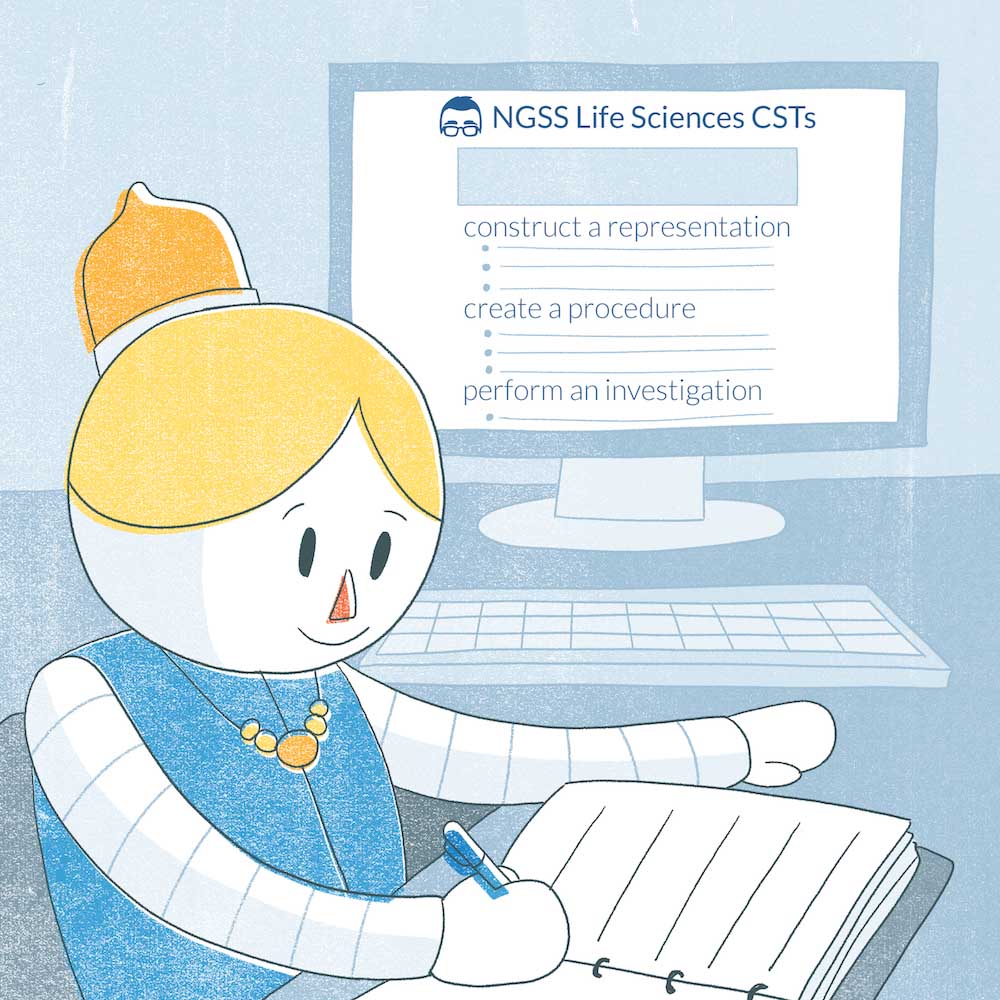 NGSS Life Sciences CSTs
construct a representation
create a procedure
perform an investigation